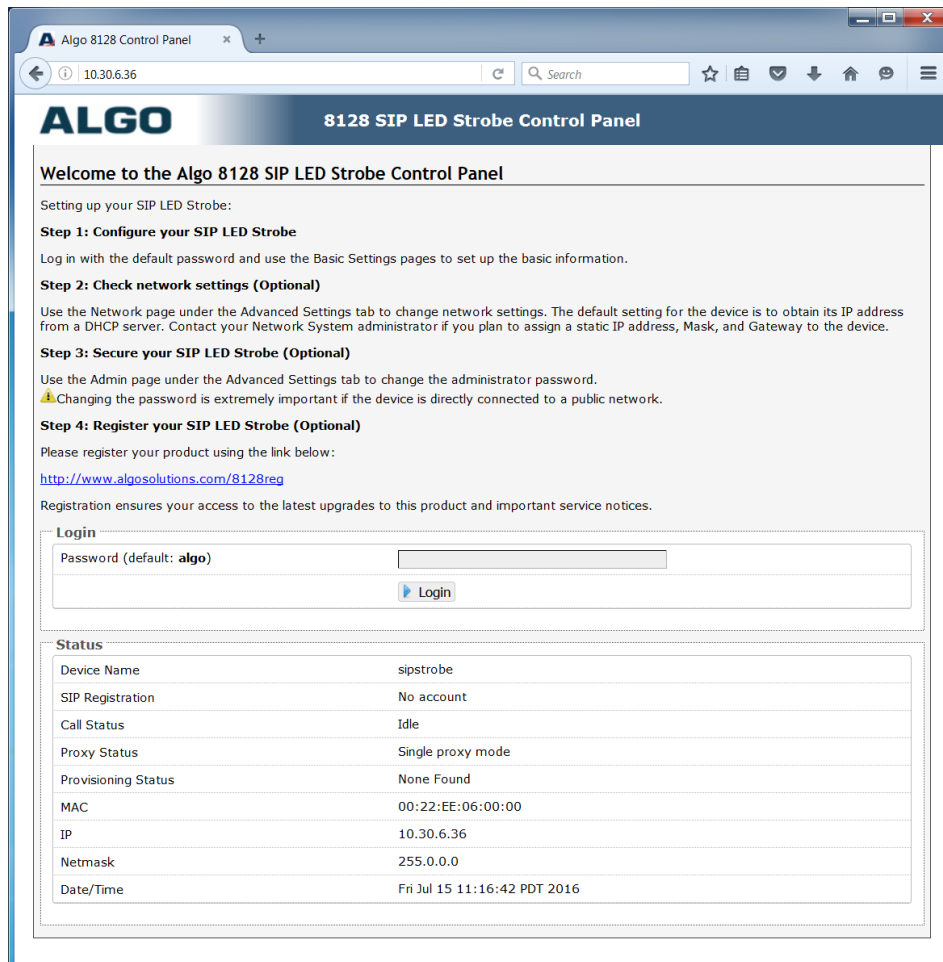 Algo 8128 Control Panel
10.30.6.36
Search
ALGO
8128 SIP LED Strobe Control Panel
Welcome to the Algo 8128 SIP LED Strobe Control Panel
Setting up your SIP LED Strobe:
Step 1: Configure your SIP LED Strobe
Log in with the default password and use the Basic Settings pages to set up the basic information.
Step 2: Check network settings (Optional)
Use the Network page under the Advanced Settings tab to change network settings. The default setting for the device is to obtain its IP address
from a DHCP server. Contact your Network System administrator if you plan to assign a static IP address, Mask, and Gateway to the device.
Step 3: Secure your SIP LED Strobe (Optional)
Use the Admin page under the Advanced Settings tab to change the administrator password.
Changing the password is extremely important if the device is directly connected to a public network.
Step 4: Register your SIP LED Strobe (Optional)
Please register your product using the link below:
http://www.algosolutions.com/8128reg
Registration ensures your access to the latest upgrades to this product and important service notices.
Login
Password (default: algo)
Login
Status
Device Name sipstrobe
SIP Registration No account
Call Status Idle
Proxy Status Single proxy mode
Provisioning Status None Found
MAC 00:22:EE:06:00:00
IP 10.30.6.36
Netmask 255.0.0.0
Date/Time Fri Jul 15 11:16:42 PDT 2016